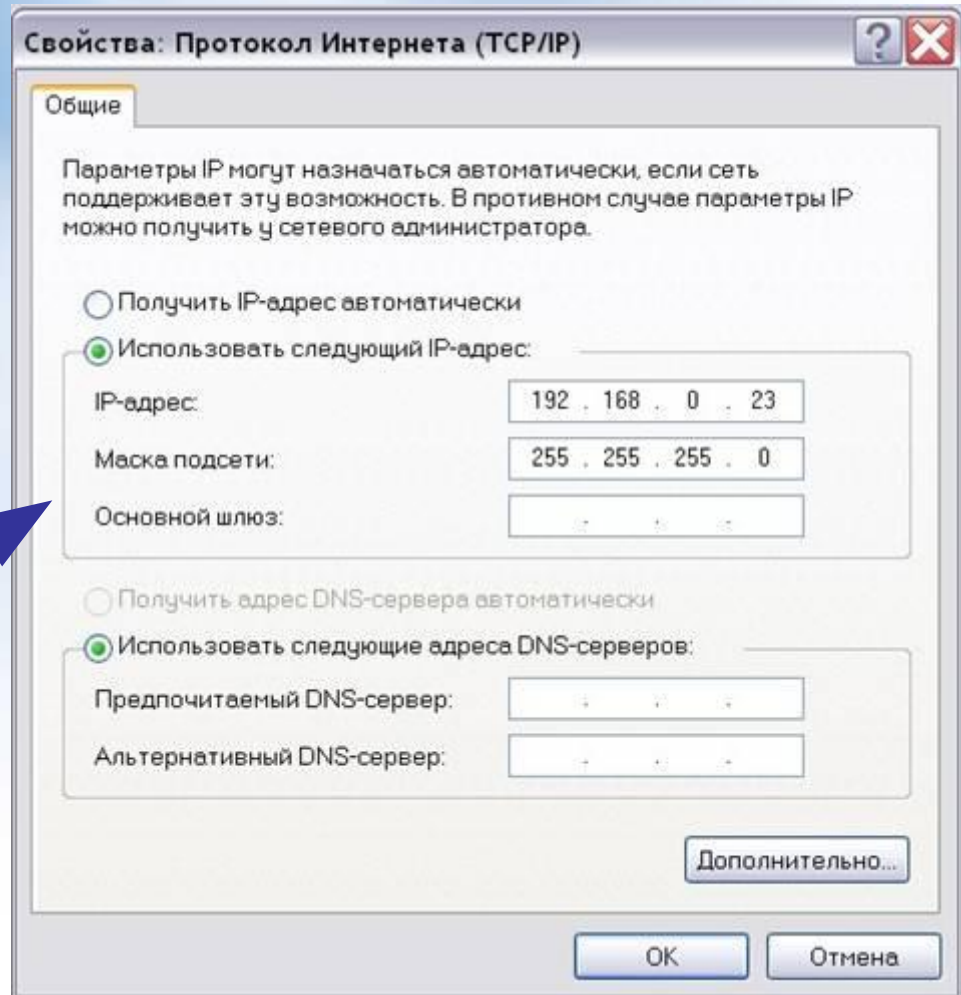 Свойства: Протокол Интернета (TCP/IP)
Общие
Параметры IP могут назначаться автоматически, если сеть
поддерживает эту возможность. В противном случае параметры IP
можно получить у сетевого администратора.
Получить IP-адрес автоматически
Использовать следующий IP-адрес:
IP-адрес: 192 . 168 . 0 . 23
Маска подсети: 255 . 255 . 255 . 0
Основной шлюз: . . .
Получить адрес DNS-сервера автоматически
Использовать следующие адреса DNS-серверов:
Предпочитаемый DNS-сервер: . . .
Альтернативный DNS-сервер: . . .
Дополнительно...
OK Отмена